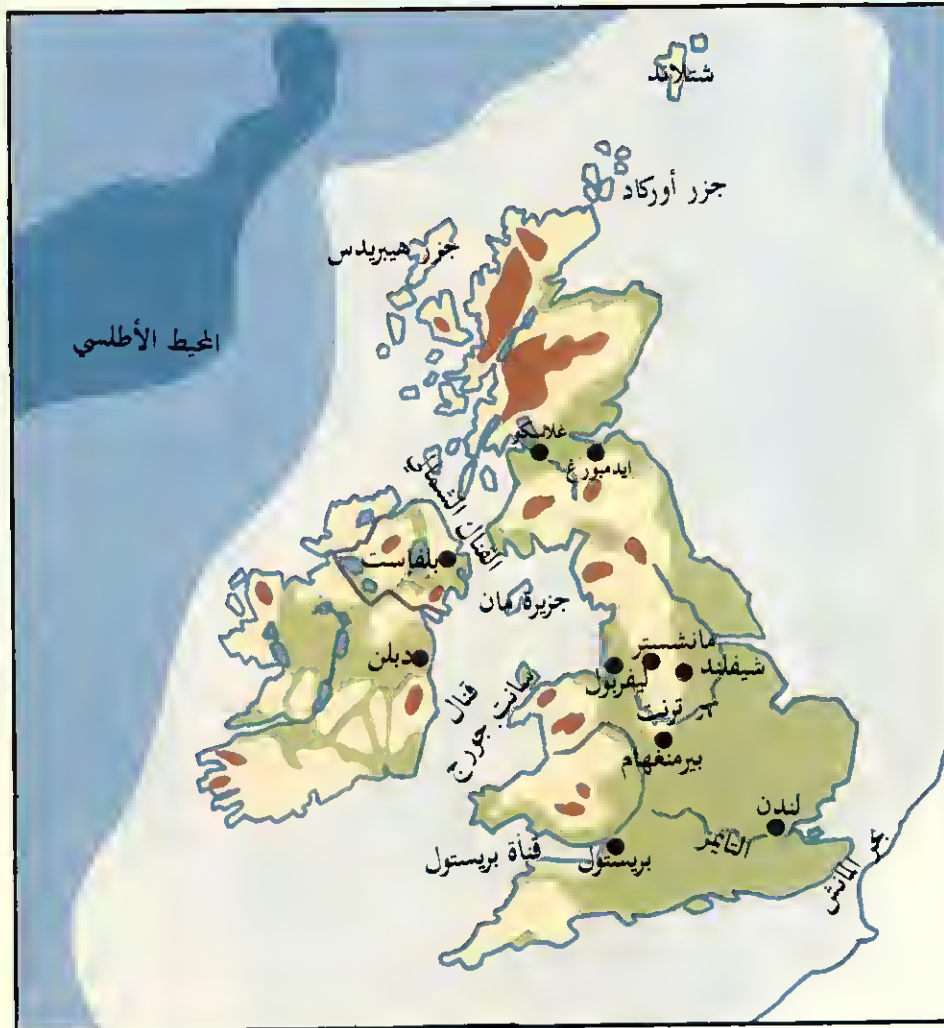 شتلاند
جزر أوركاد
جزر هيبريدس
المحيط الأطلسي
غلاسكو
ايدمبورغ
القنال الشمالي
بلفاست
جزيرة مان
مانشستر
دبلن
ليفربول
شيفلند
قنال
سانت جورج
نهر ترنت
بيرمنغهام
لندن
التايمز
قناة بريستول
بريستول
بحر المانش